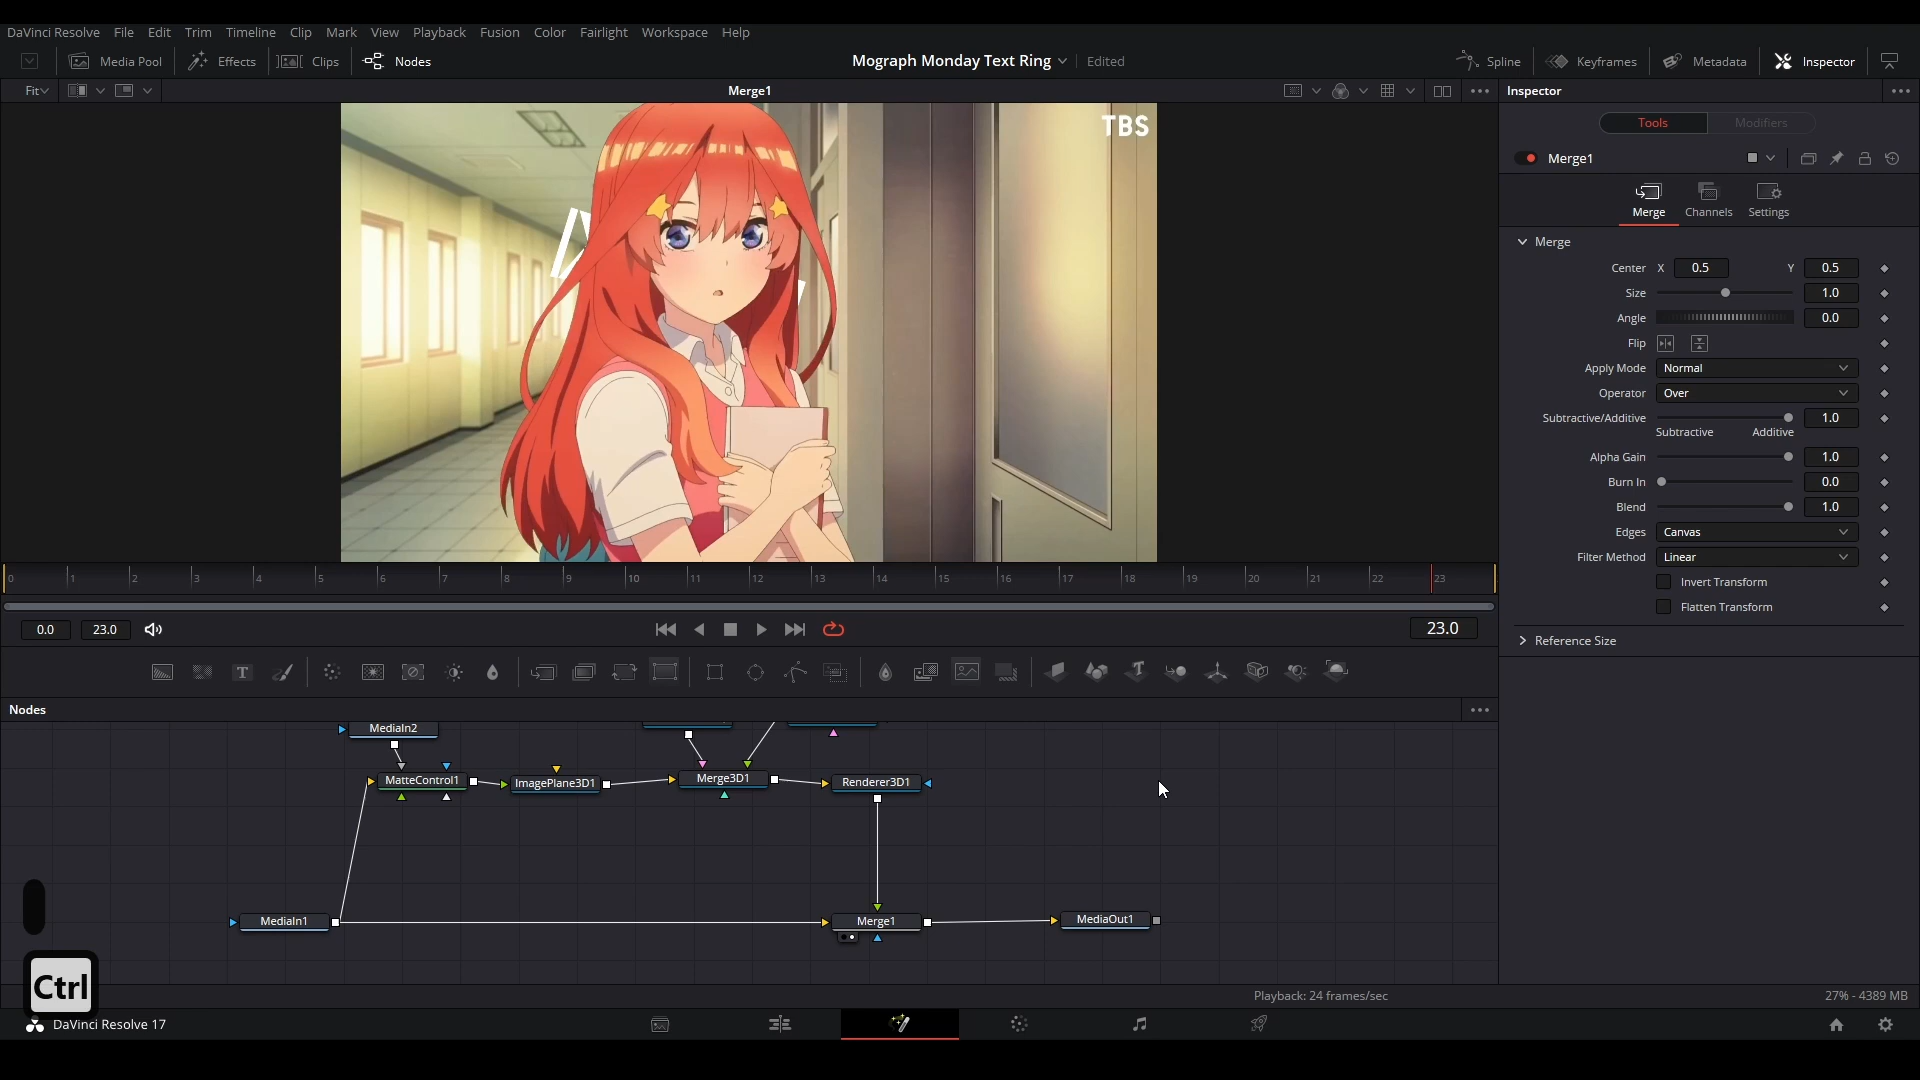 DaVinci Resolve File Edit Trim Timeline Clip Mark View Playback Fusion Color Fairlight Workspace Help
Media Pool Effects Clips Nodes Mograph Monday Text Ring Edited Spline Keyframes Metadata Inspector
Fit Merge1 Inspector
TBS
Tools Modifiers
Merge1
Merge Channels Settings
Merge
Center X 0.5 Y 0.5
Size 1.0
Angle 0.0
Flip
Apply Mode Normal
Operator Over
Subtractive/Additive 1.0
Subtractive Additive
Alpha Gain 1.0
Burn In 0.0
Blend 1.0
Edges Canvas
Filter Method Linear
Invert Transform
Flatten Transform
Reference Size
0 1 2 3 4 5 6 7 8 9 10 11 12 13 14 15 16 17 18 19 20 21 22 23
0.0 23.0 23.0
T T
Nodes
MediaIn2
MatteControl1 ImagePlane3D1 Merge3D1 Renderer3D1
MediaIn1 Merge1 MediaOut1
Ctrl
Playback: 24 frames/sec 27% - 4389 MB
DaVinci Resolve 17